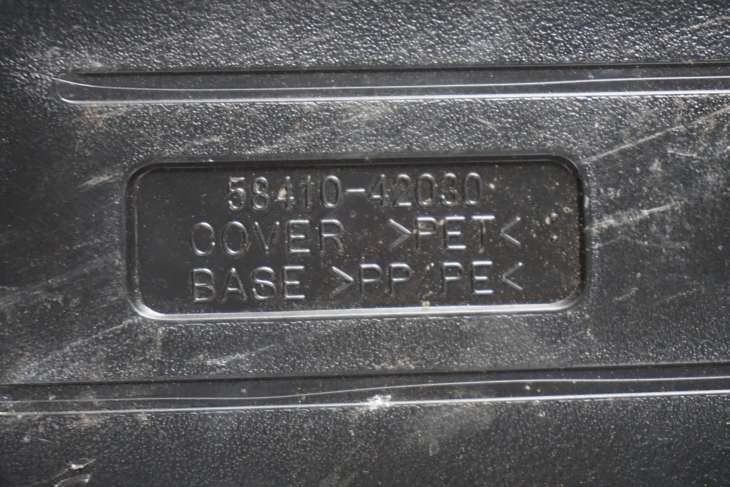 58410-42030
COVER >PET<
BASE >PP PE<